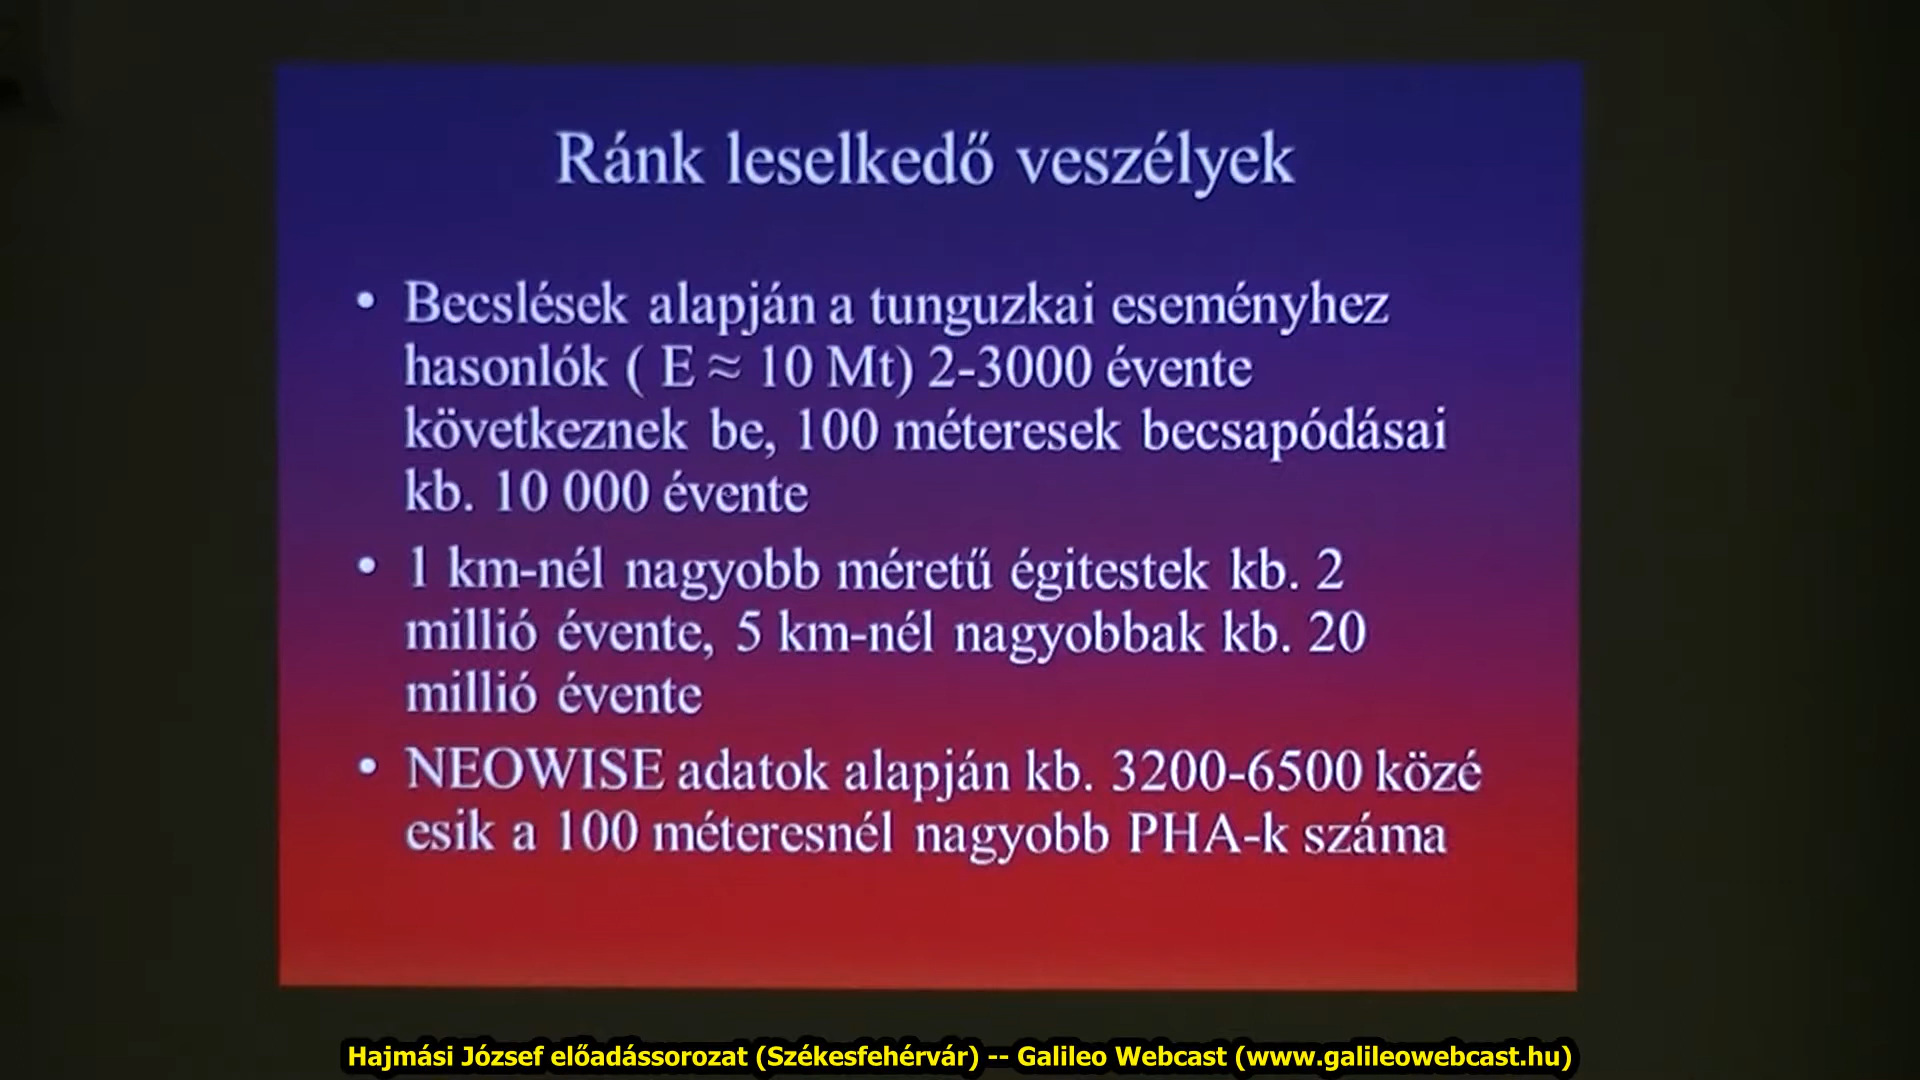 Ránk leselkedő veszélyek
• Becslések alapján a tunguzkai eseményhez
hasonlók ( E ≈ 10 Mt) 2-3000 évente
következnek be, 100 méteresek becsapódásai
kb. 10 000 évente
• 1 km-nél nagyobb méretű égitestek kb. 2
millió évente, 5 km-nél nagyobbak kb. 20
millió évente
• NEOWISE adatok alapján kb. 3200-6500 közé
esik a 100 méteresnél nagyobb PHA-k száma
Hajmási József előadássorozat (Székesfehérvár) -- Galileo Webcast (www.galileowebcast.hu)